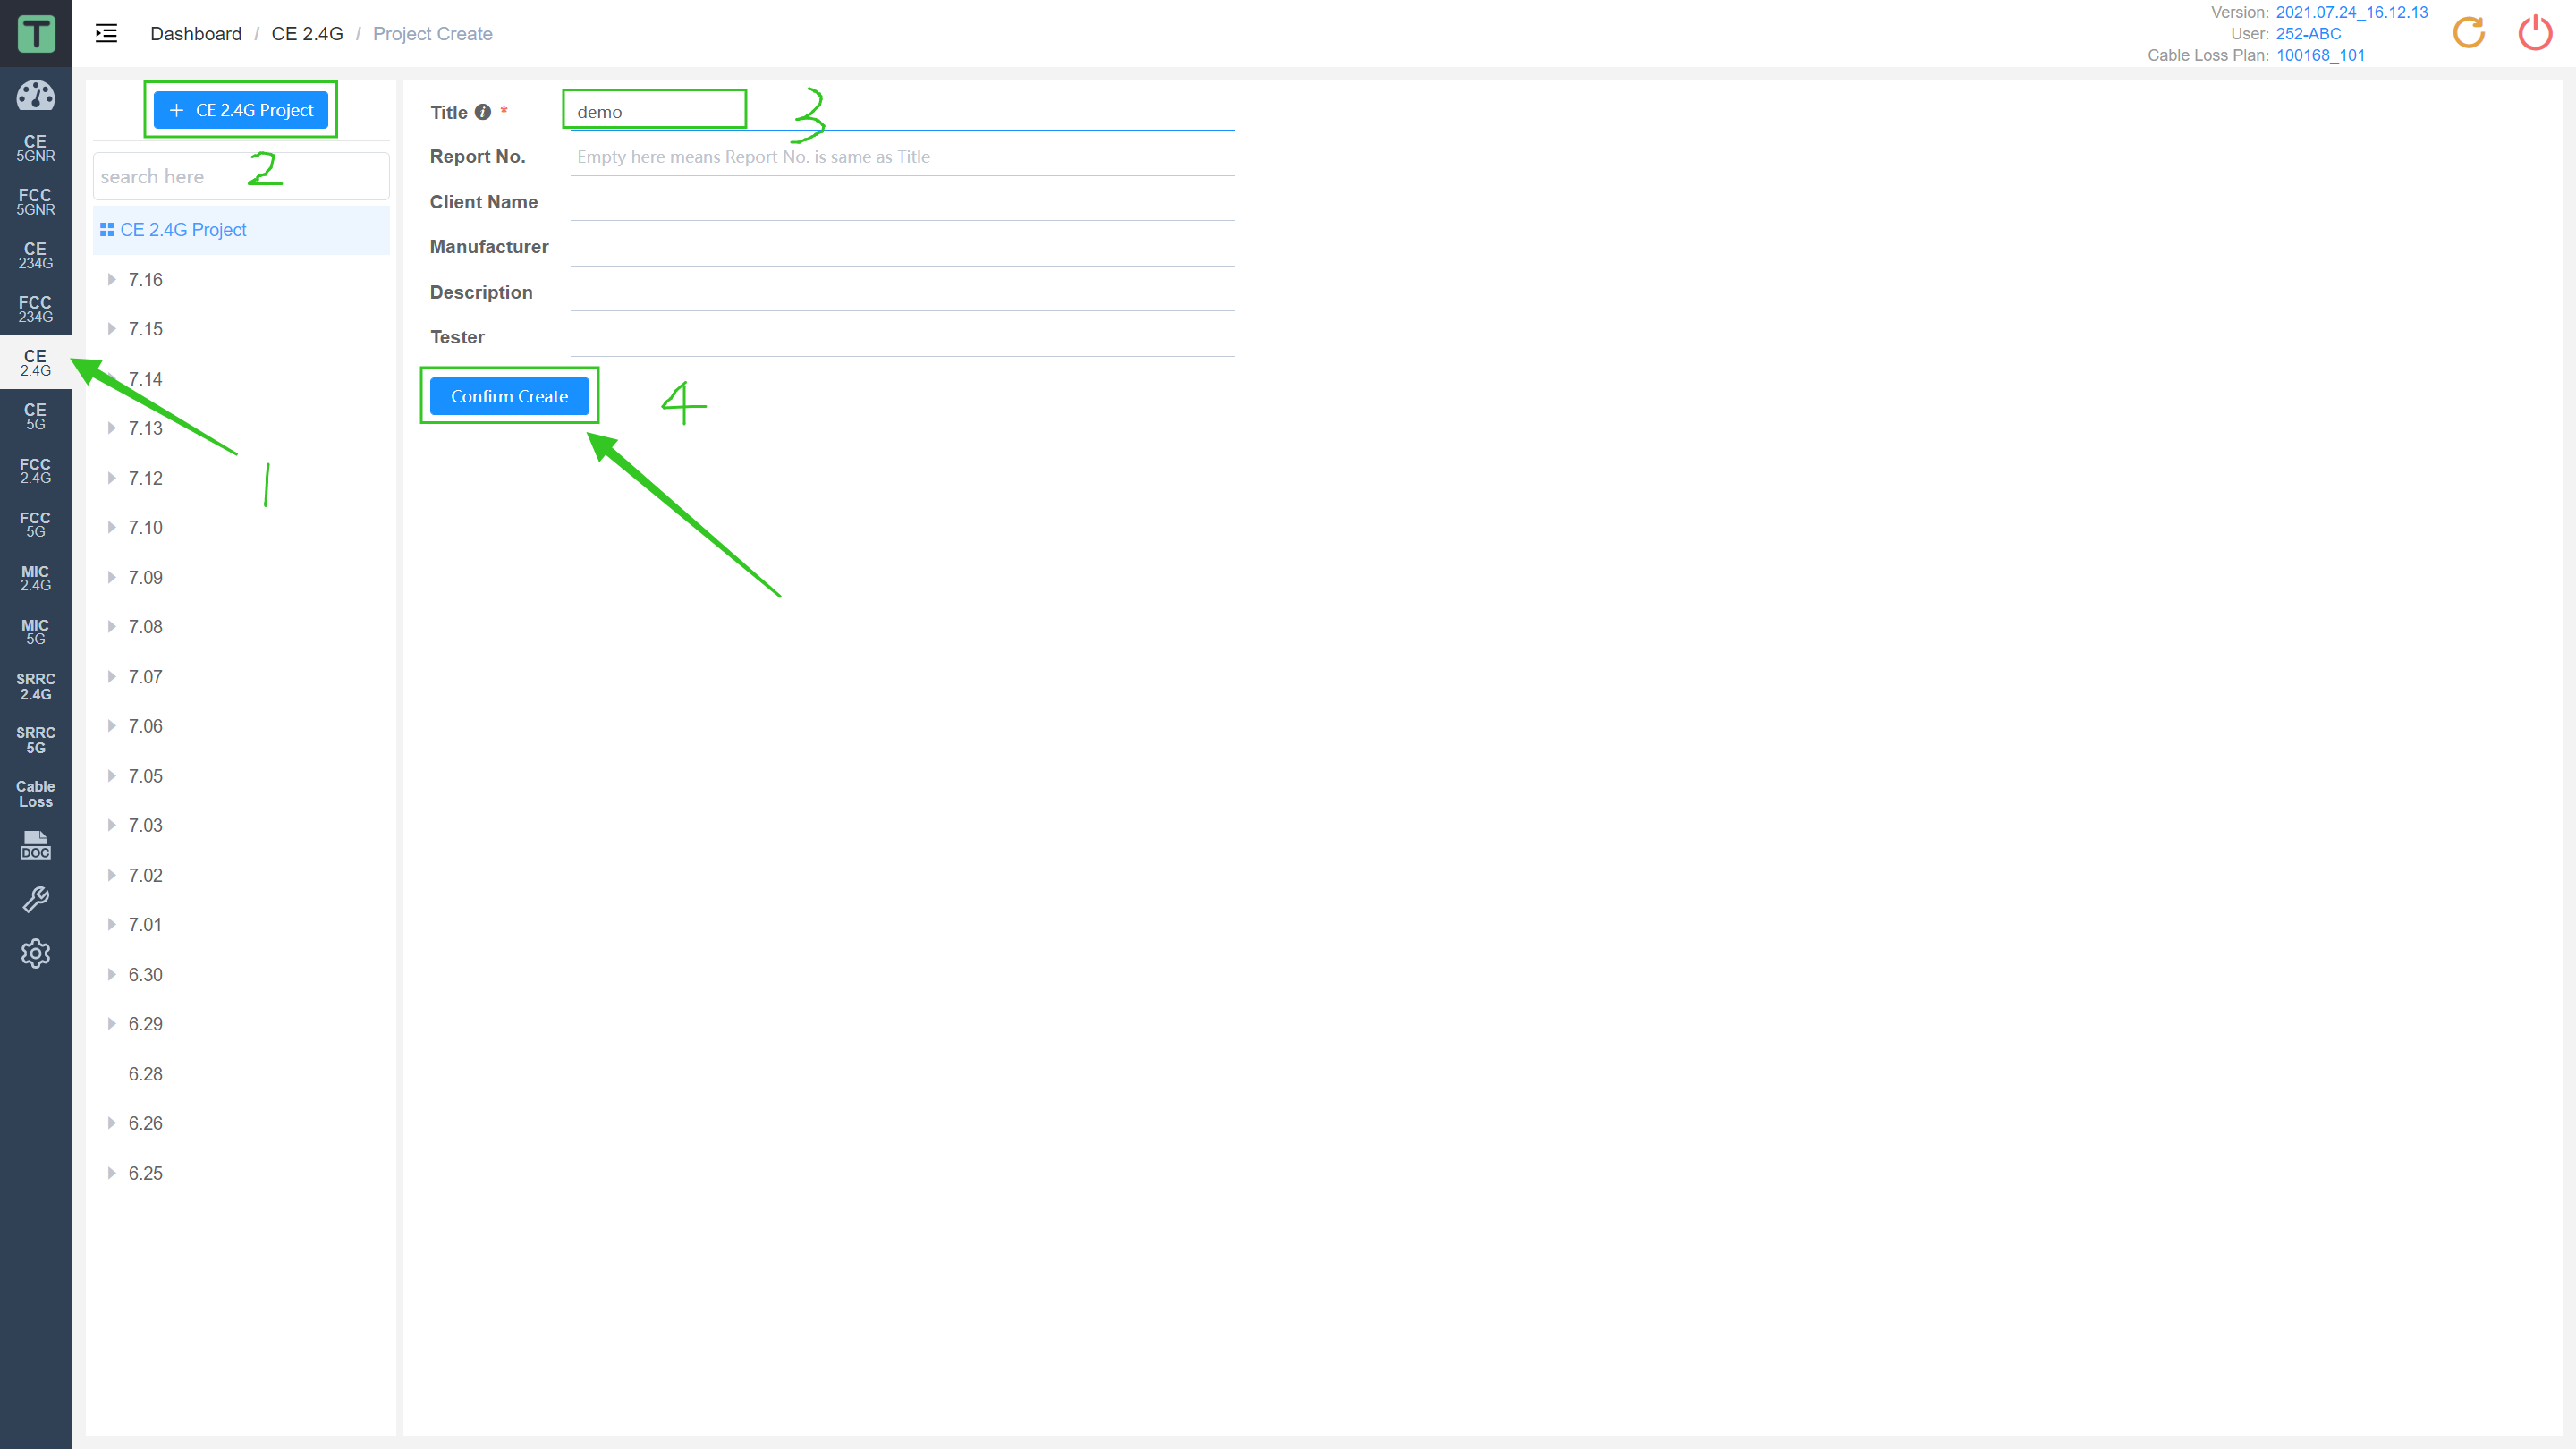 T
Dashboard / CE 2.4G / Project Create
Version: 2021.07.24_16.12.13
User: 252-ABC
Cable Loss Plan: 100168_101
CE
5GNR
FCC
5GNR
CE
234G
FCC
234G
CE
2.4G
CE
5G
FCC
2.4G
FCC
5G
MIC
2.4G
MIC
5G
SRRC
2.4G
SRRC
5G
Cable
Loss
DOC
+ CE 2.4G Project
search here
2
CE 2.4G Project
7.16
7.15
7.14
7.13
7.12
7.10
7.09
7.08
7.07
7.06
7.05
7.03
7.02
7.01
6.30
6.29
6.28
6.26
6.25
1
Title i * demo
3
Report No. Empty here means Report No. is same as Title
Client Name
Manufacturer
Description
Tester
Confirm Create
4